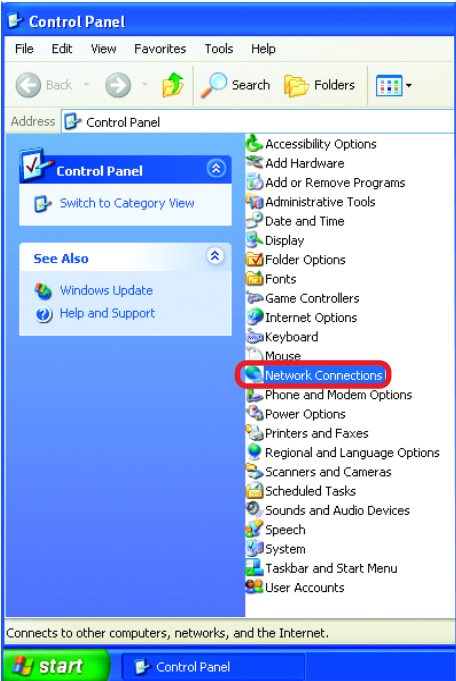 Control Panel
File Edit View Favorites Tools Help
Back Search Folders
Address Control Panel
Control Panel
Switch to Category View
See Also
Windows Update
Help and Support
Accessibility Options
Add Hardware
Add or Remove Programs
Administrative Tools
Date and Time
Display
Folder Options
Fonts
Game Controllers
Internet Options
Keyboard
Mouse
Network Connections
Phone and Modem Options
Power Options
Printers and Faxes
Regional and Language Options
Scanners and Cameras
Scheduled Tasks
Sounds and Audio Devices
Speech
System
Taskbar and Start Menu
User Accounts
Connects to other computers, networks, and the Internet.
start Control Panel